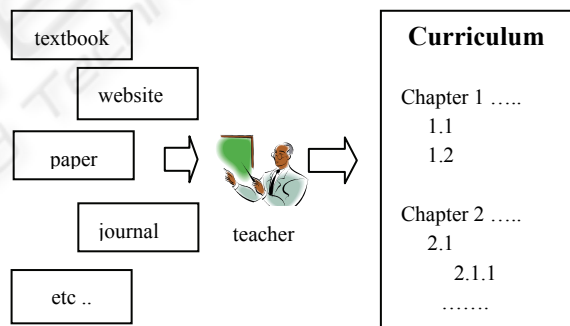 textbook
website
paper
journal
etc ..
teacher
Curriculum
Chapter 1 …..
1.1
1.2
Chapter 2 …..
2.1
2.1.1
…….